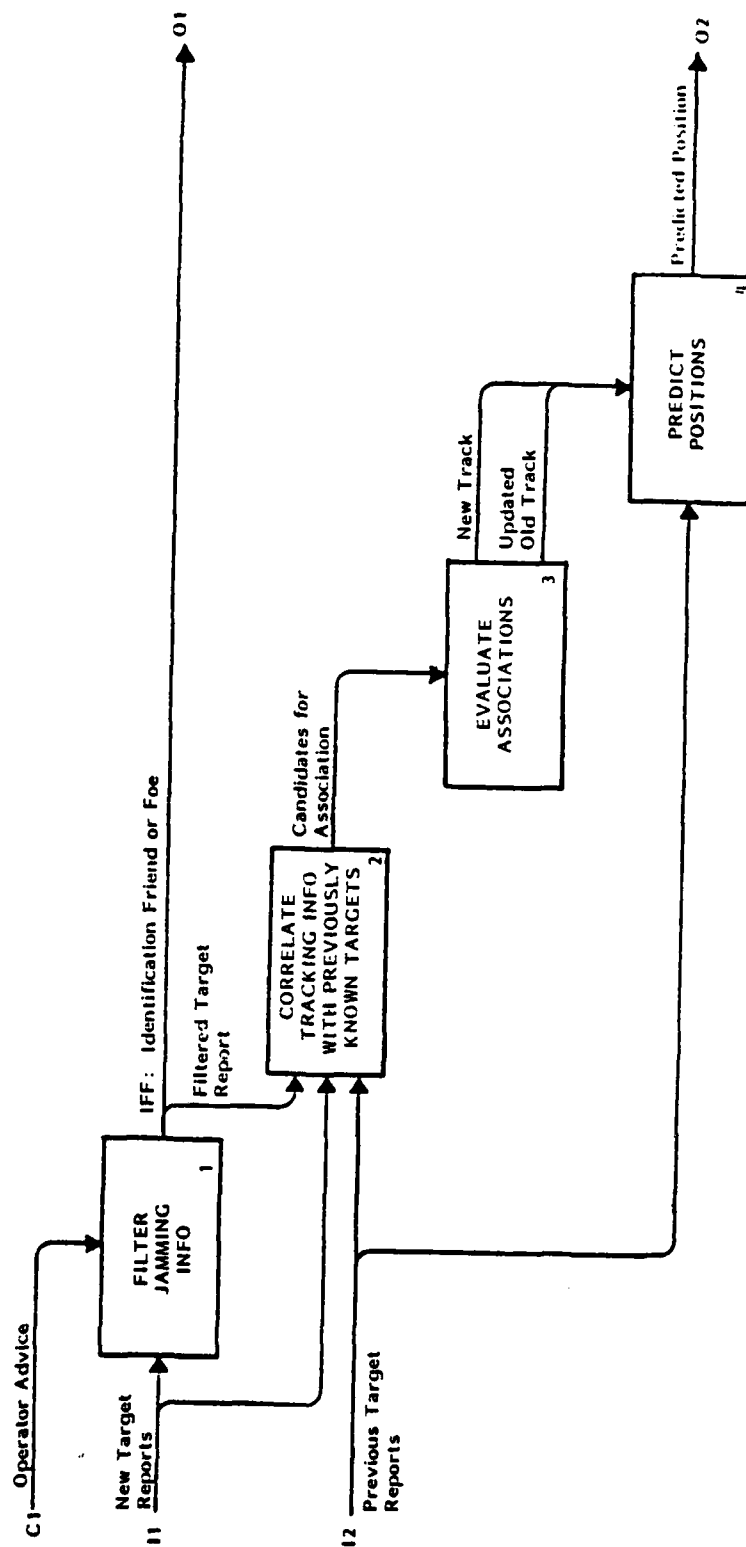 C1
Operator Advice
I1
New Target
Reports
FILTER
JAMMING
INFO
1
IFF: Identification Friend or Foe
O1
Filtered Target
Report
I2
Previous Target
Reports
CORRELATE
TRACKING INFO
WITH PREVIOUSLY
KNOWN TARGETS
2
Candidates for
Association
EVALUATE
ASSOCIATIONS
3
New Track
Updated
Old Track
PREDICT
POSITIONS
4
Predicted Position
O2